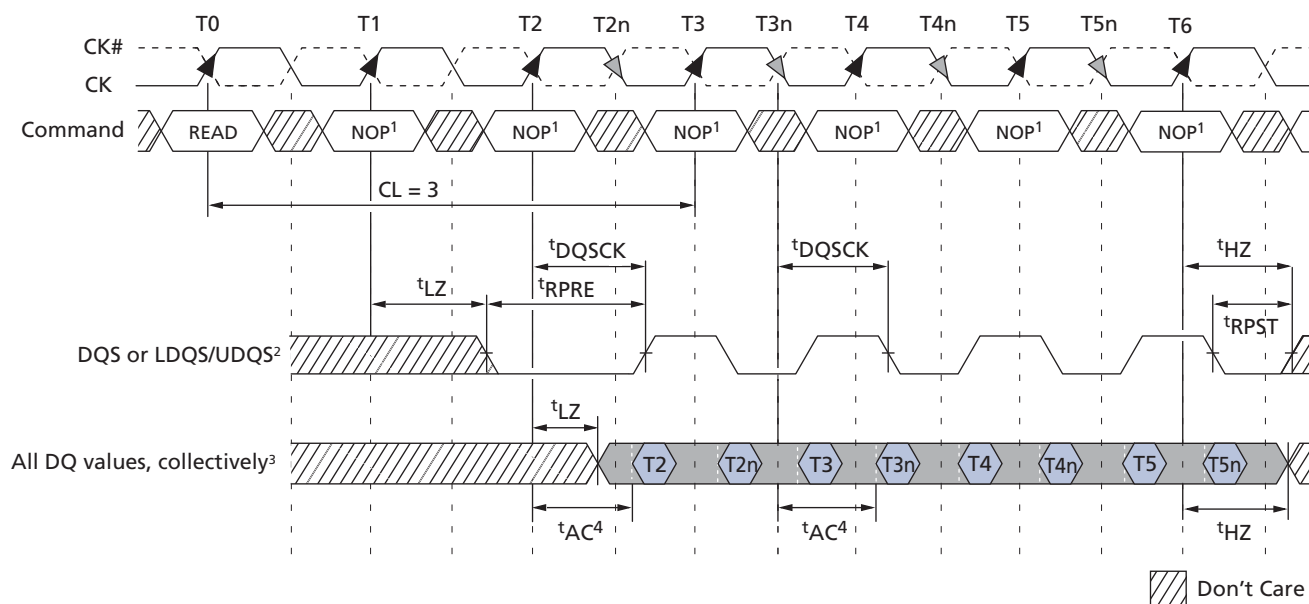 T0 T1 T2 T2n T3 T3n T4 T4n T5 T5n T6
CK#
CK
Command READ NOP¹ NOP¹ NOP¹ NOP¹ NOP¹ NOP¹
CL = 3
ᵗDQSCK ᵗDQSCK ᵗHZ
ᵗLZ ᵗRPRE ᵗRPST
DQS or LDQS/UDQS²
ᵗLZ
All DQ values, collectively³ T2 T2n T3 T3n T4 T4n T5 T5n
ᵗAC⁴ ᵗAC⁴ ᵗHZ
Don't Care